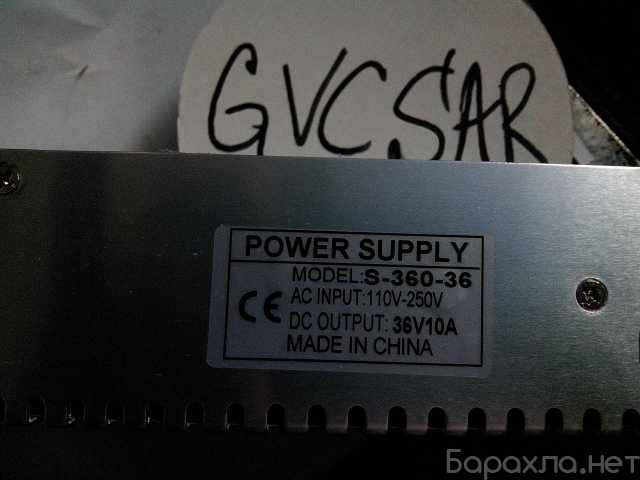 GVCSAR
POWER SUPPLY
MODEL:S-360-36
CE
AC INPUT:110V-250V
DC OUTPUT: 36V10A
MADE IN CHINA
Барахла.нет